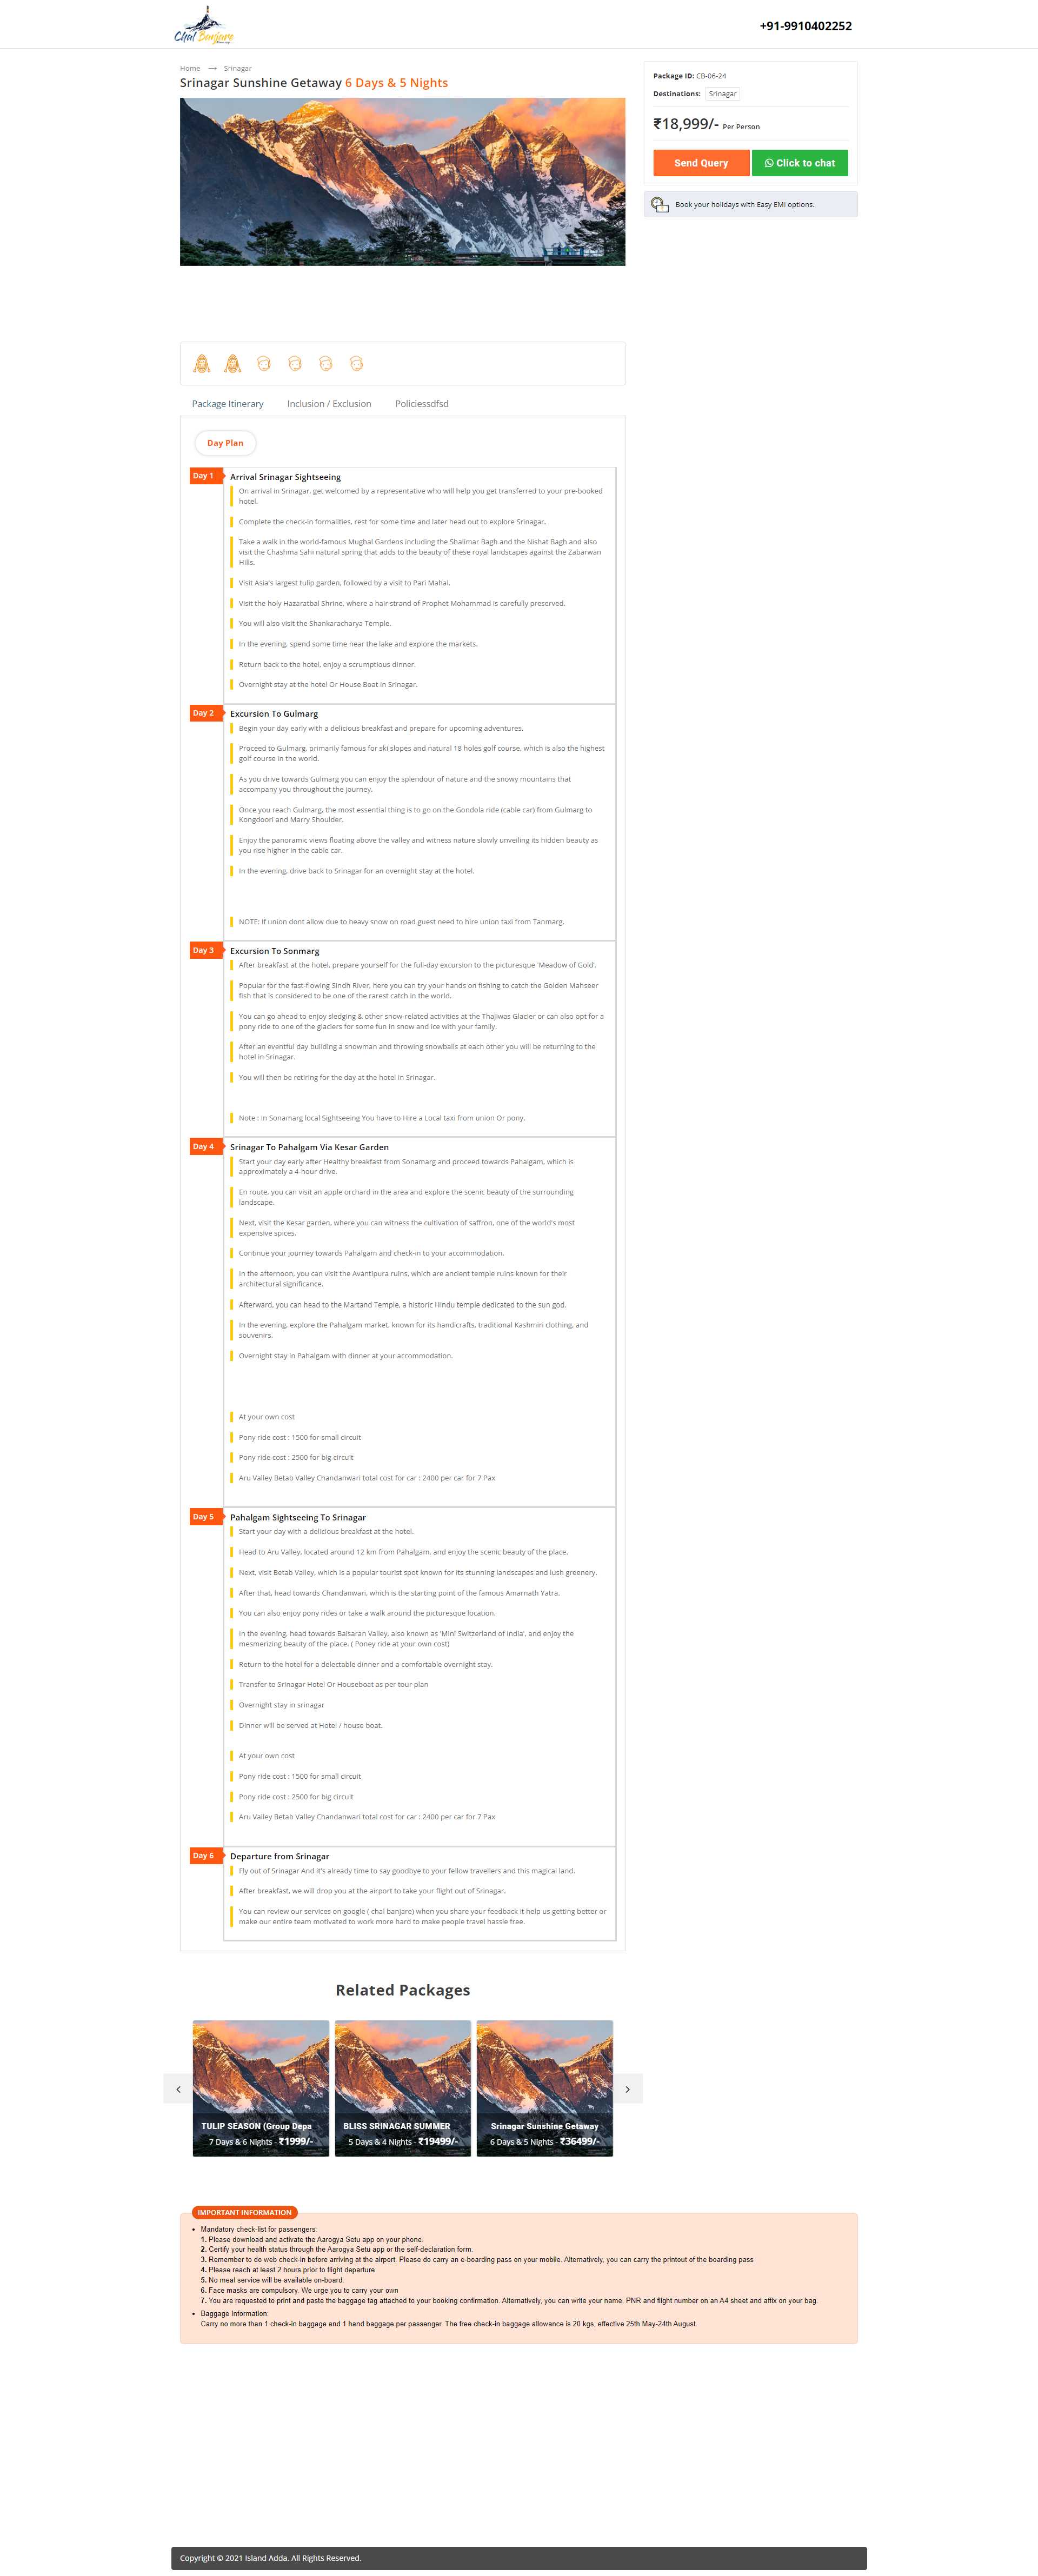 Chal Banjare
+91-9910402252
Home → Srinagar
Srinagar Sunshine Getaway 6 Days & 5 Nights
Package ID: CB-06-24
Destinations: Srinagar
₹18,999/- Per Person
Send Query
Click to chat
Book your holidays with Easy EMI options.
Package Itinerary
Inclusion / Exclusion
Policiessdfsd
Day Plan
Day 1
Arrival Srinagar Sightseeing
On arrival in Srinagar, get welcomed by a representative who will help you get transferred to your pre-booked
hotel.
Complete the check-in formalities, rest for some time and later head out to explore Srinagar.
Take a walk in the world-famous Mughal Gardens including the Shalimar Bagh and the Nishat Bagh and also
visit the Chashma Sahi natural spring that adds to the beauty of these royal landscapes against the Zabarwan
Hills.
Visit Asia's largest tulip garden, followed by a visit to Pari Mahal.
Visit the holy Hazaratbal Shrine, where a hair strand of Prophet Mohammad is carefully preserved.
You will also visit the Shankaracharya Temple.
In the evening, spend some time near the lake and explore the markets.
Return back to the hotel, enjoy a scrumptious dinner.
Overnight stay at the hotel Or House Boat in Srinagar.
Day 2
Excursion To Gulmarg
Begin your day early with a delicious breakfast and prepare for upcoming adventures.
Proceed to Gulmarg, primarily famous for ski slopes and natural 18 holes golf course, which is also the highest
golf course in the world.
As you drive towards Gulmarg you can enjoy the splendour of nature and the snowy mountains that
accompany you throughout the journey.
Once you reach Gulmarg, the most essential thing is to go on the Gondola ride (cable car) from Gulmarg to
Kongdoori and Marry Shoulder.
Enjoy the panoramic views floating above the valley and witness nature slowly unveiling its hidden beauty as
you rise higher in the cable car.
In the evening, drive back to Srinagar for an overnight stay at the hotel.
NOTE: If union dont allow due to heavy snow on road guest need to hire union taxi from Tanmarg.
Day 3
Excursion To Sonmarg
After breakfast at the hotel, prepare yourself for the full-day excursion to the picturesque 'Meadow of Gold'.
Popular for the fast-flowing Sindh River, here you can try your hands on fishing to catch the Golden Mahseer
fish that is considered to be one of the rarest catch in the world.
You can go ahead to enjoy sledging & other snow-related activities at the Thajiwas Glacier or can also opt for a
pony ride to one of the glaciers for some fun in snow and ice with your family.
After an eventful day building a snowman and throwing snowballs at each other you will be returning to the
hotel in Srinagar.
You will then be retiring for the day at the hotel in Srinagar.
Note : in Sonamarg local Sightseeing You have to Hire a Local taxi from union Or pony.
Day 4
Srinagar To Pahalgam Via Kesar Garden
Start your day early after Healthy breakfast from Sonamarg and proceed towards Pahalgam, which is
approximately a 4-hour drive.
En route, you can visit an apple orchard in the area and explore the scenic beauty of the surrounding
landscape.
Next, visit the Kesar garden, where you can witness the cultivation of saffron, one of the world's most
expensive spices.
Continue your journey towards Pahalgam and check-in to your accommodation.
In the afternoon, you can visit the Avantipura ruins, which are ancient temple ruins known for their
architectural significance.
Afterward, you can head to the Martand Temple, a historic Hindu temple dedicated to the sun god.
In the evening, explore the Pahalgam market, known for its handicrafts, traditional Kashmiri clothing, and
souvenirs.
Overnight stay in Pahalgam with dinner at your accommodation.
At your own cost
Pony ride cost : 1500 for small circuit
Pony ride cost : 2500 for big circuit
Aru Valley Betab Valley Chandanwari total cost for car : 2400 per car for 7 Pax
Day 5
Pahalgam Sightseeing To Srinagar
Start your day with a delicious breakfast at the hotel.
Head to Aru Valley, located around 12 km from Pahalgam, and enjoy the scenic beauty of the place.
Next, visit Betab Valley, which is a popular tourist spot known for its stunning landscapes and lush greenery.
After that, head towards Chandanwari, which is the starting point of the famous Amarnath Yatra.
You can also enjoy pony rides or take a walk around the picturesque location.
In the evening, head towards Baisaran Valley, also known as 'Mini Switzerland of India', and enjoy the
mesmerizing beauty of the place. ( Poney ride at your own cost)
Return to the hotel for a delectable dinner and a comfortable overnight stay.
Transfer to Srinagar Hotel Or Houseboat as per tour plan
Overnight stay in srinagar
Dinner will be served at Hotel / house boat.
At your own cost
Pony ride cost : 1500 for small circuit
Pony ride cost : 2500 for big circuit
Aru Valley Betab Valley Chandanwari total cost for car : 2400 per car for 7 Pax
Day 6
Departure from Srinagar
Fly out of Srinagar And it's already time to say goodbye to your fellow travellers and this magical land.
After breakfast, we will drop you at the airport to take your flight out of Srinagar.
You can review our services on google ( chal banjare) when you share your feedback it help us getting better or
make our entire team motivated to work more hard to make people travel hassle free.
Related Packages
TULIP SEASON (Group Depa
7 Days & 6 Nights - ₹1999/-
BLISS SRINAGAR SUMMER
5 Days & 4 Nights - ₹19499/-
Srinagar Sunshine Getaway
6 Days & 5 Nights - ₹36499/-
IMPORTANT INFORMATION
• Mandatory check-list for passengers:
1. Please download and activate the Aarogya Setu app on your phone.
2. Certify your health status through the Aarogya Setu app or the self-declaration form.
3. Remember to do web check-in before arriving at the airport. Please do carry an e-boarding pass on your mobile. Alternatively, you can carry the printout of the boarding pass
4. Please reach at least 2 hours prior to flight departure
5. No meal service will be available on-board.
6. Face masks are compulsory. We urge you to carry your own
7. You are requested to print and paste the baggage tag attached to your booking confirmation. Alternatively, you can write your name, PNR and flight number on an A4 sheet and affix on your bag.
• Baggage Information:
Carry no more than 1 check-in baggage and 1 hand baggage per passenger. The free check-in baggage allowance is 20 kgs, effective 25th May-24th August.
Copyright © 2021 Island Adda. All Rights Reserved.